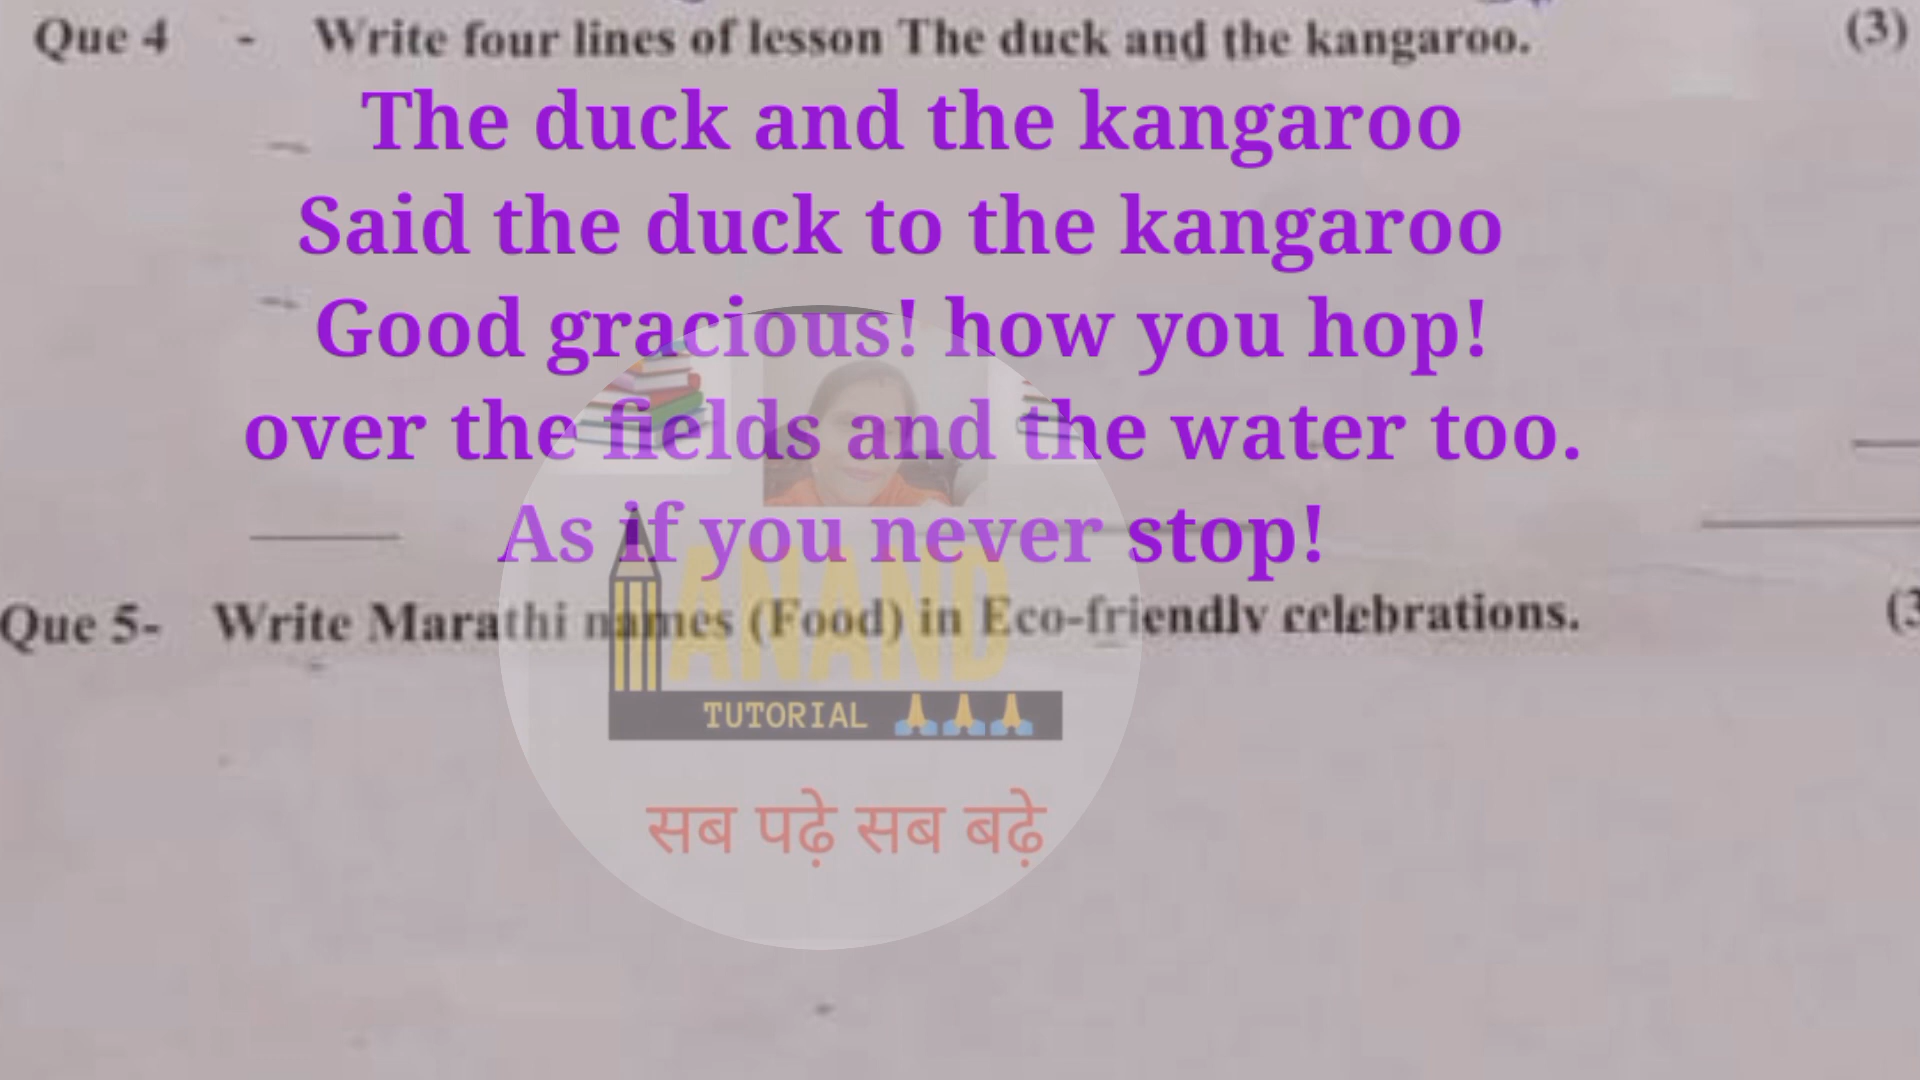 Que 4 - Write four lines of lesson The duck and the kangaroo. (3)
The duck and the kangaroo
Said the duck to the kangaroo
Good gracious! how you hop!
over the fields and the water too.
As if you never stop!
Que 5- Write Marathi names (Food) in Eco-friendly celebrations. (3
ANAND
TUTORIAL 🙏🙏🙏
सब पढ़े सब बढ़े